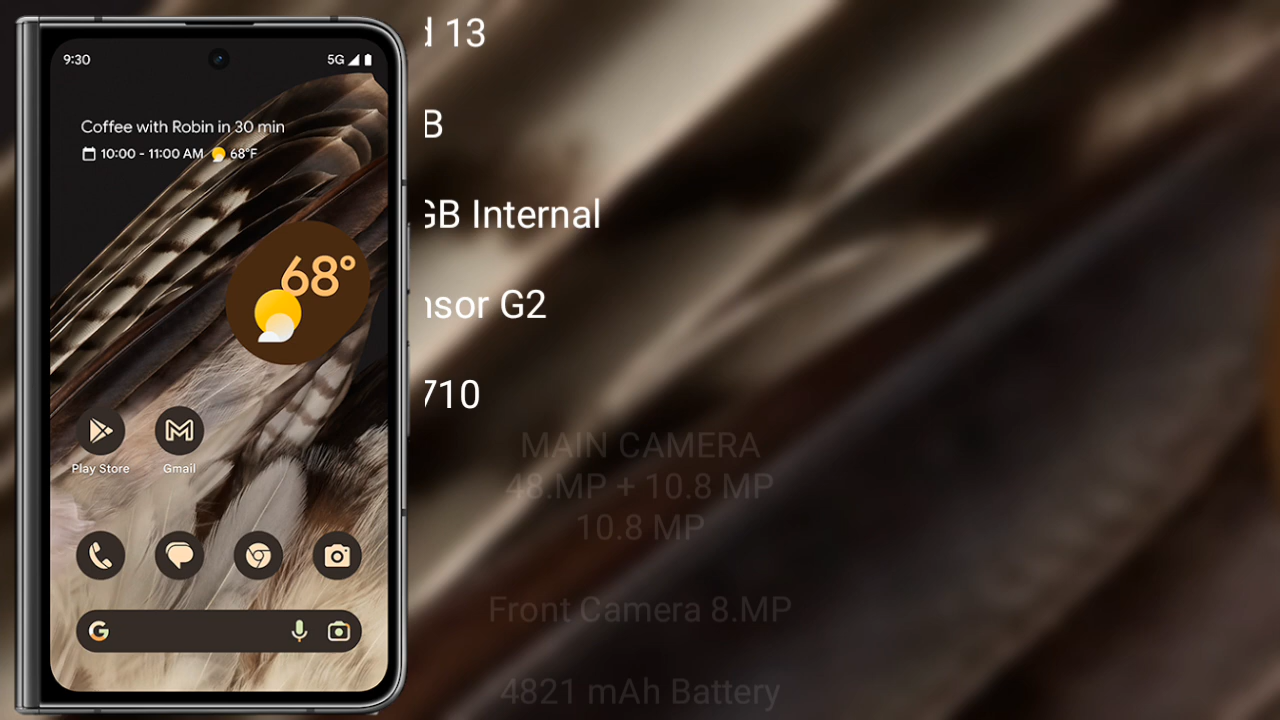 9:30
5G
Coffee with Robin in 30 min
10:00 - 11:00 AM 68°F
68°
Play Store
Gmail
G
13
B
GB Internal
nsor G2
710
MAIN CAMERA
48.MP + 10.8 MP
10.8 MP
Front Camera 8.MP
4821 mAh Battery